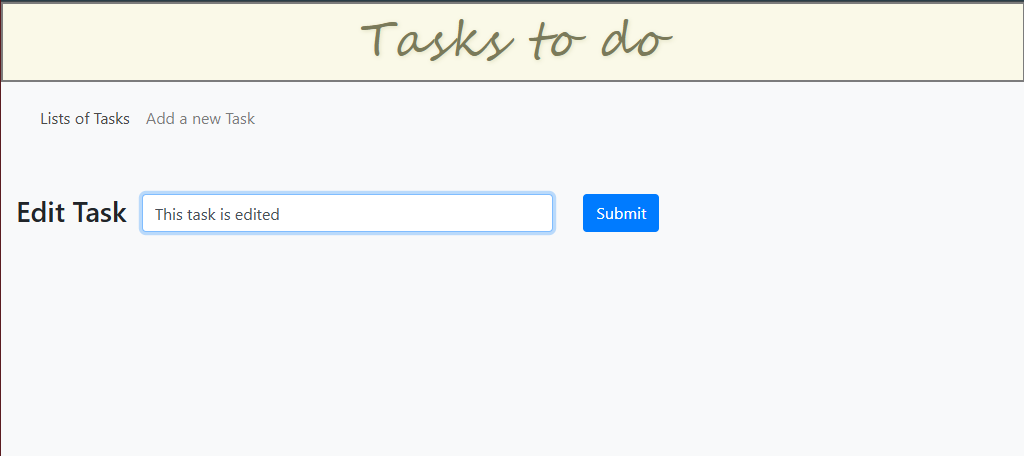 Tasks to do
Lists of Tasks Add a new Task
Edit Task This task is edited Submit